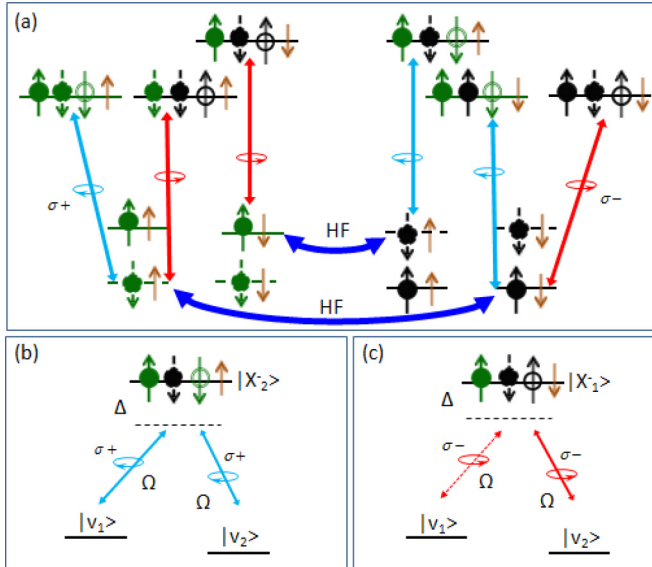 (a)
σ+
σ−
HF
HF
(b)
|X⁻₂>
Δ
σ+
σ+
Ω
Ω
|v₁>
|v₂>
(c)
|X⁻₁>
Δ
σ−
σ−
Ω
Ω
|v₁>
|v₂>